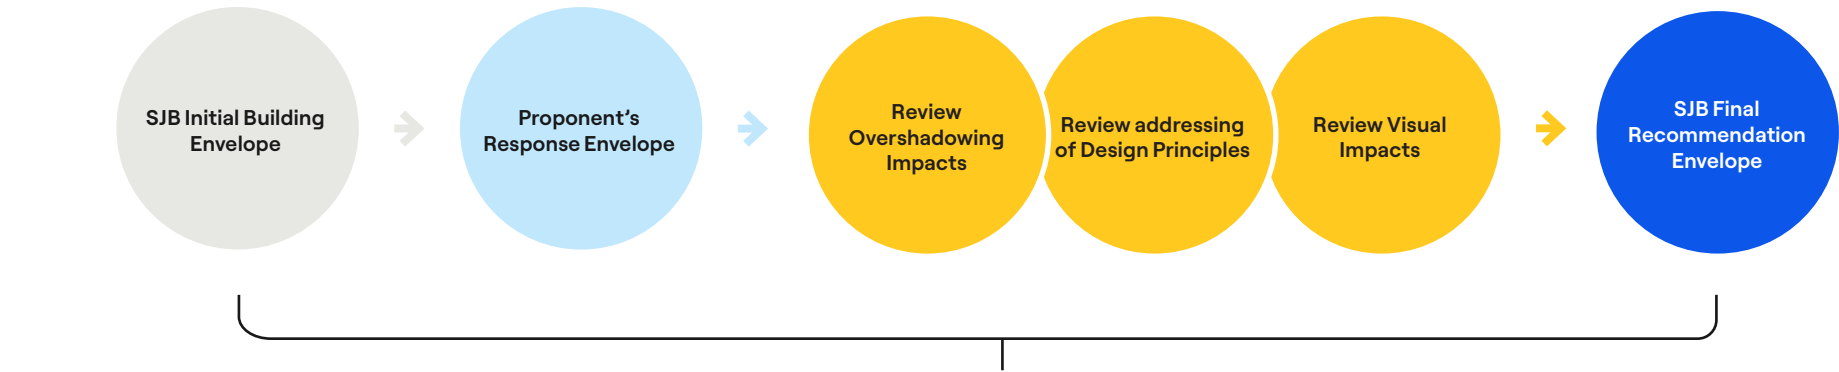 SJB Initial Building
Envelope
Proponent's
Response Envelope
Review
Overshadowing
Impacts
Review addressing
of Design Principles
Review Visual
Impacts
SJB Final
Recommendation
Envelope